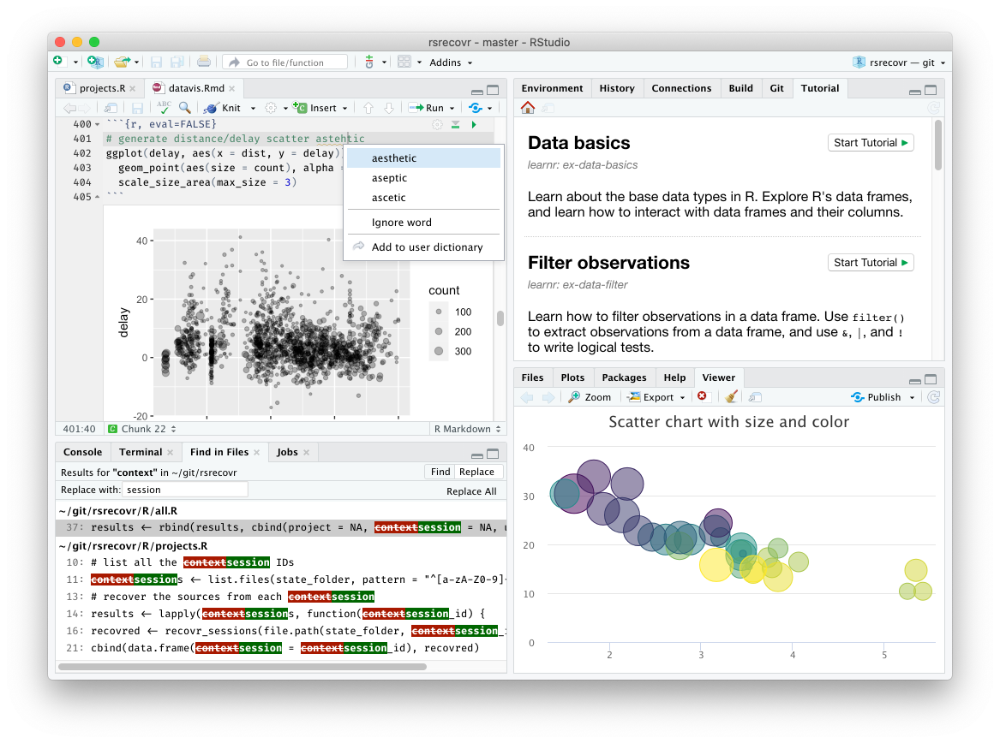 rsrecovr - master - RStudio
Go to file/function
Addins
rsrecovr — git
projects.R
datavis.Rmd
ABC
Knit
Insert
Run
400 ```{r, eval=FALSE}
401 # generate distance/delay scatter astehtic
402 ggplot(delay, aes(x = dist, y = delay))
403 geom_point(aes(size = count), alpha =
404 scale_size_area(max_size = 3)
405 ```
aesthetic
aseptic
ascetic
Ignore word
Add to user dictionary
40
20
0
-20
delay
count
100
200
300
401:40
C Chunk 22
R Markdown
Console
Terminal
Find in Files
Jobs
Results for "context" in ~/git/rsrecovr
Find
Replace
Replace with: session
Replace All
~/git/rsrecovr/R/all.R
37: results <- rbind(results, cbind(project = NA, contextsession = NA, u
~/git/rsrecovr/R/projects.R
10: # list all the contextsession IDs
11: contextsessions <- list.files(state_folder, pattern = "^[a-zA-Z0-9]
13: # recover the sources from each contextsession
14: results <- lapply(contextsessions, function(contextsession_id) {
16: recovred <- recovr_sessions(file.path(state_folder, contextsession_i
21: cbind(data.frame(contextsession = contextsession_id), recovred)
Environment
History
Connections
Build
Git
Tutorial
Data basics
Start Tutorial
learnr: ex-data-basics
Learn about the base data types in R. Explore R's data frames,
and learn how to interact with data frames and their columns.
Filter observations
Start Tutorial
learnr: ex-data-filter
Learn how to filter observations in a data frame. Use filter()
to extract observations from a data frame, and use &, |, and !
to write logical tests.
Files
Plots
Packages
Help
Viewer
Zoom
Export
Publish
Scatter chart with size and color
40
30
20
10
0
2
3
4
5